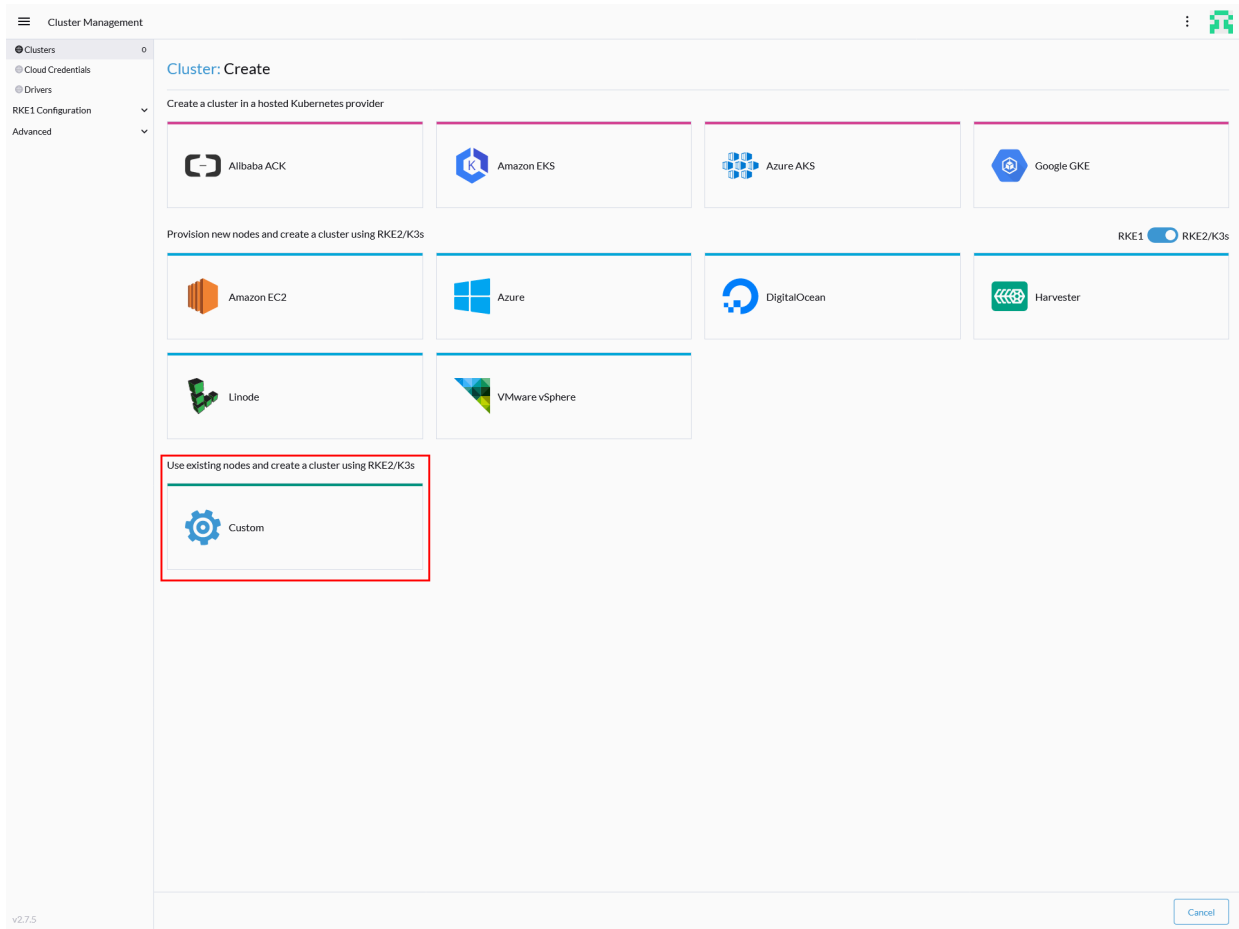 Cluster Management
Clusters 0
Cloud Credentials
Drivers
RKE1 Configuration
Advanced
Cluster: Create
Create a cluster in a hosted Kubernetes provider
Alibaba ACK
Amazon EKS
Azure AKS
Google GKE
Provision new nodes and create a cluster using RKE2/K3s
RKE1 RKE2/K3s
Amazon EC2
Azure
DigitalOcean
Harvester
Linode
VMware vSphere
Use existing nodes and create a cluster using RKE2/K3s
Custom
v2.7.5
Cancel